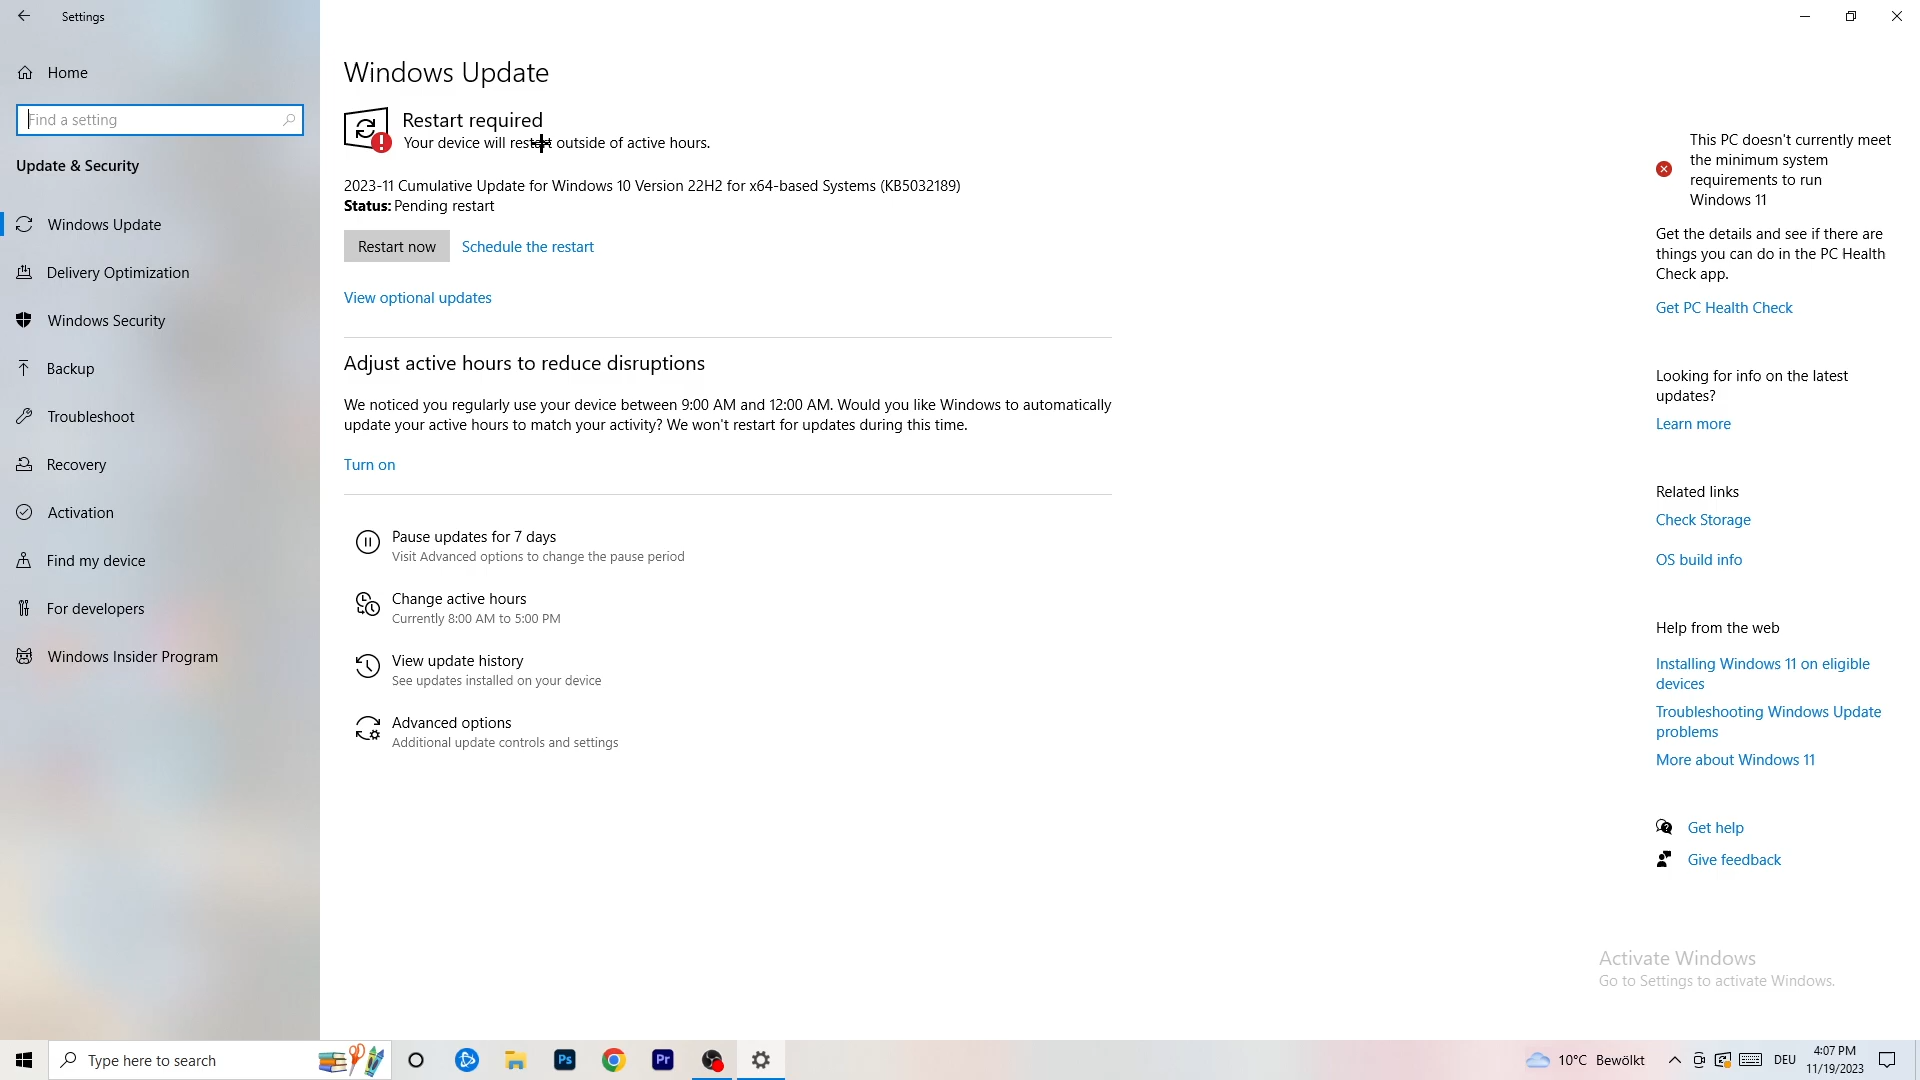 Settings
Home
Find a setting
Update & Security
Windows Update
Delivery Optimization
Windows Security
Backup
Troubleshoot
Recovery
Activation
Find my device
For developers
Windows Insider Program
Windows Update
Restart required
Your device will restart outside of active hours.
2023-11 Cumulative Update for Windows 10 Version 22H2 for x64-based Systems (KB5032189)
Status: Pending restart
Restart now Schedule the restart
View optional updates
Adjust active hours to reduce disruptions
We noticed you regularly use your device between 9:00 AM and 12:00 AM. Would you like Windows to automatically
update your active hours to match your activity? We won't restart for updates during this time.
Turn on
Pause updates for 7 days
Visit Advanced options to change the pause period
Change active hours
Currently 8:00 AM to 5:00 PM
View update history
See updates installed on your device
Advanced options
Additional update controls and settings
This PC doesn't currently meet
the minimum system
requirements to run
Windows 11
Get the details and see if there are
things you can do in the PC Health
Check app.
Get PC Health Check
Looking for info on the latest
updates?
Learn more
Related links
Check Storage
OS build info
Help from the web
Installing Windows 11 on eligible
devices
Troubleshooting Windows Update
problems
More about Windows 11
Get help
Give feedback
Activate Windows
Go to Settings to activate Windows.
Type here to search
Ps
Pr
10°C Bewölkt
DEU
4:07 PM
11/19/2023